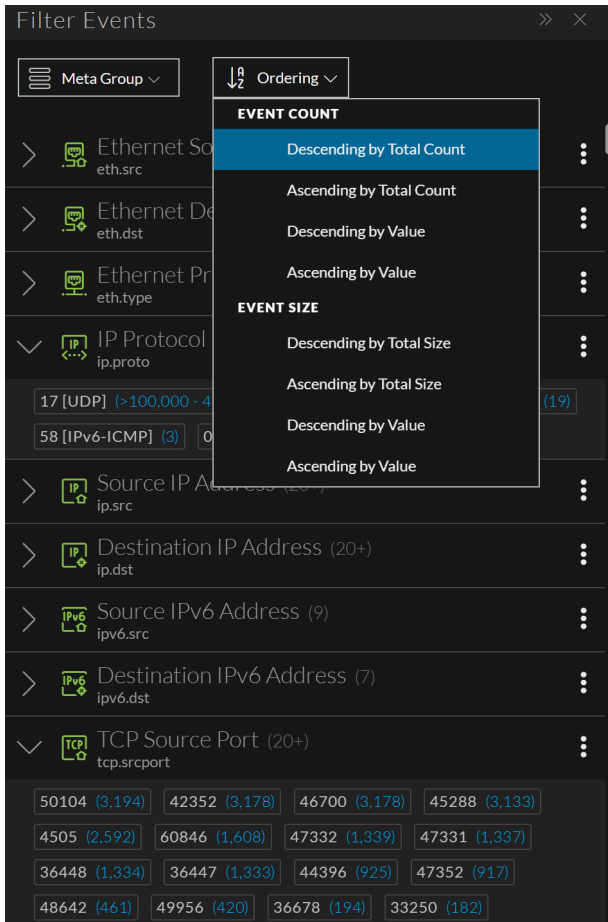 Filter Events
Meta Group
Ordering
EVENT COUNT
Descending by Total Count
Ascending by Total Count
Descending by Value
Ascending by Value
EVENT SIZE
Descending by Total Size
Ascending by Total Size
Descending by Value
Ascending by Value
Ethernet So
eth.src
Ethernet De
eth.dst
Ethernet Pr
eth.type
IP Protocol
ip.proto
17 [UDP] (>100,000 - 4 (19)
58 [IPv6-ICMP] (3) 0
Source IP Address (20+)
ip.src
Destination IP Address (20+)
ip.dst
Source IPv6 Address (9)
ipv6.src
Destination IPv6 Address (7)
ipv6.dst
TCP Source Port (20+)
tcp.srcport
50104 (3,194) 42352 (3,178) 46700 (3,178) 45288 (3,133)
4505 (2,592) 60846 (1,608) 47332 (1,339) 47331 (1,337)
36448 (1,334) 36447 (1,333) 44396 (925) 47352 (917)
48642 (461) 49956 (420) 36678 (194) 33250 (182)